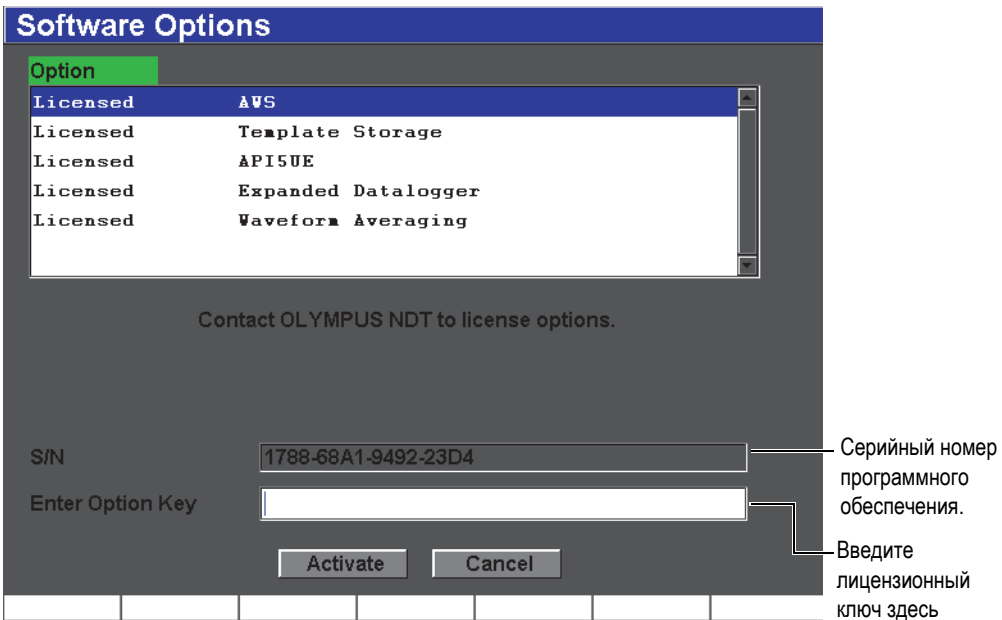 Software Options
Option
Licensed AWS
Licensed Template Storage
Licensed API5UE
Licensed Expanded Datalogger
Licensed Waveform Averaging
Contact OLYMPUS NDT to license options.
S/N 1788-68A1-9492-23D4
Серийный номер
программного
обеспечения.
Enter Option Key
Введите
лицензионный
ключ здесь
Activate Cancel